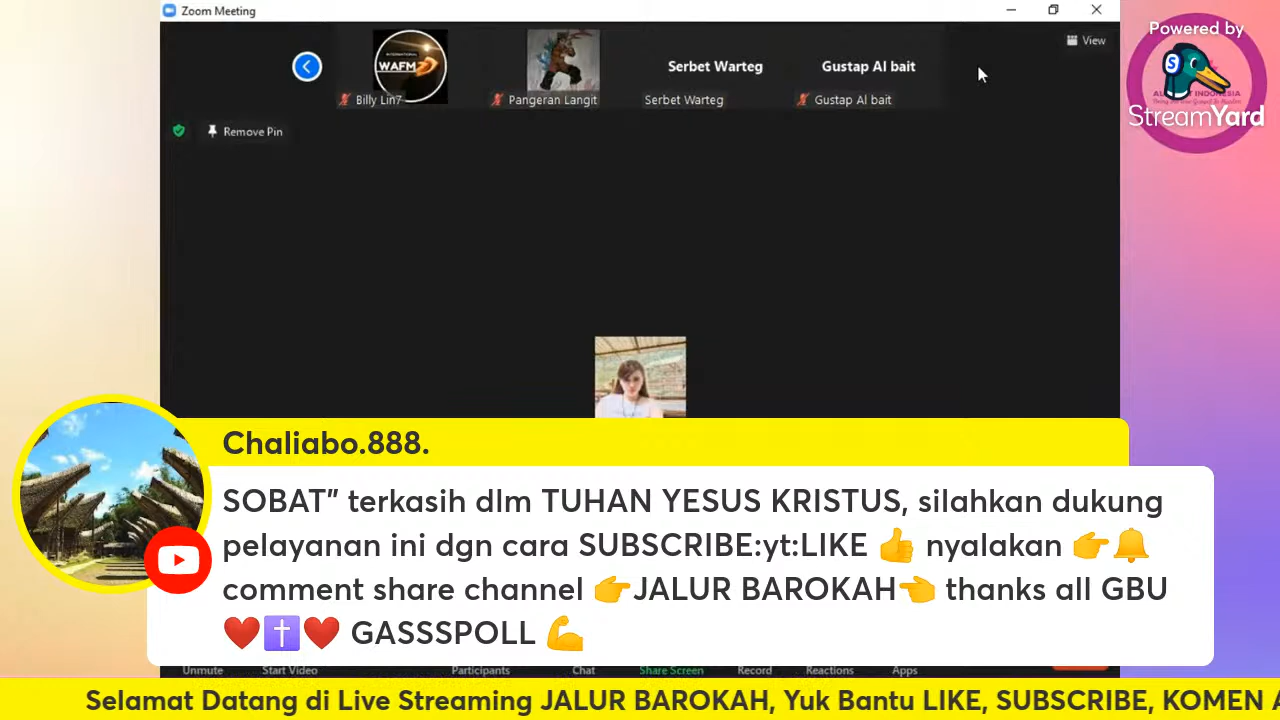 Zoom Meeting
Powered by
View
Serbet Warteg
Gustap Al bait
INTERNATIONAL
WAFM
Billy Lin7
Pangeran Langit
Serbet Warteg
Gustap Al bait
StreamYard
Remove Pin
Chaliabo.888.
SOBAT" terkasih dlm TUHAN YESUS KRISTUS, silahkan dukung
pelayanan ini dgn cara SUBSCRIBE:yt:LIKE 👍 nyalakan 👉🔔
comment share channel 👉JALUR BAROKAH👈 thanks all GBU
❤️✝️❤️ GASSSPOLL 💪
Unmute Start Video Participants Chat Share Screen Record Reactions Apps
Selamat Datang di Live Streaming JALUR BAROKAH, Yuk Bantu LIKE, SUBSCRIBE, KOMEN A